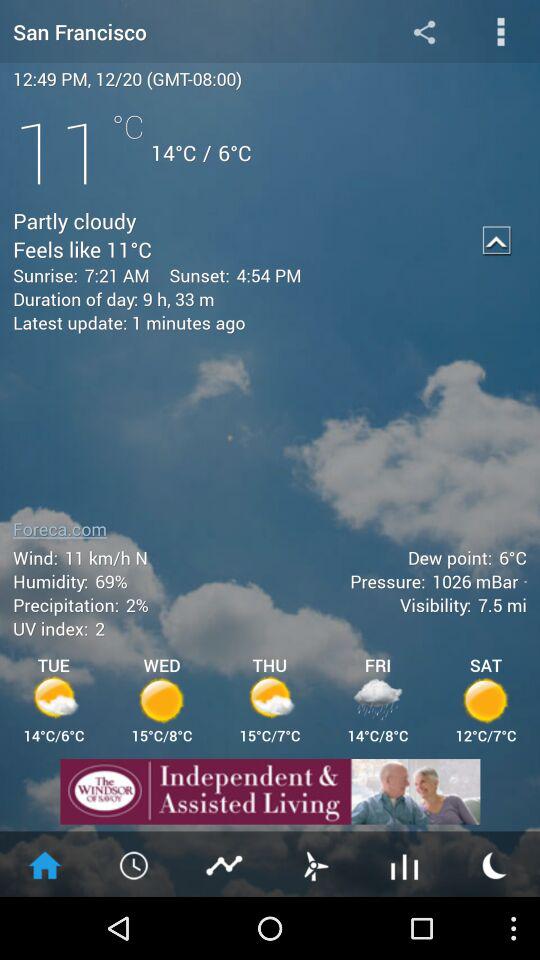 San Francisco
12:49 PM, 12/20 (GMT-08:00)
11 °C 14°C / 6°C
Partly cloudy
Feels like 11°C
Sunrise: 7:21 AM Sunset: 4:54 PM
Duration of day: 9 h, 33 m
Latest update: 1 minutes ago
Foreca.com
Wind: 11 km/h N Dew point: 6°C
Humidity: 69% Pressure: 1026 mBar
Precipitation: 2% Visibility: 7.5 mi
UV index: 2
TUE WED THU FRI SAT
14°C/6°C 15°C/8°C 15°C/7°C 14°C/8°C 12°C/7°C
The
WINDSOR
OF SAVOY
Independent &
Assisted Living